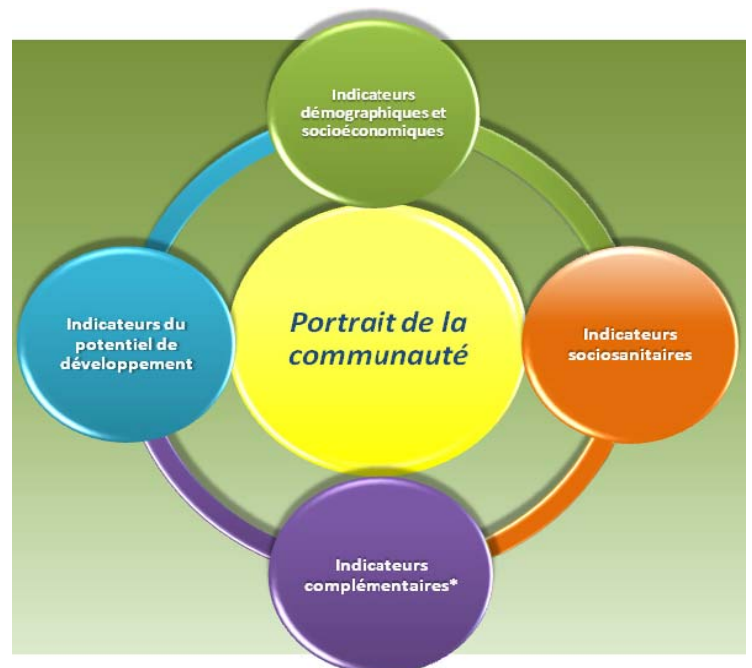 Indicateurs
démographiques et
socioéconomiques
Indicateurs du
potentiel de
développement
Portrait de la
communauté
Indicateurs
sociosanitaires
Indicateurs
complémentaires*